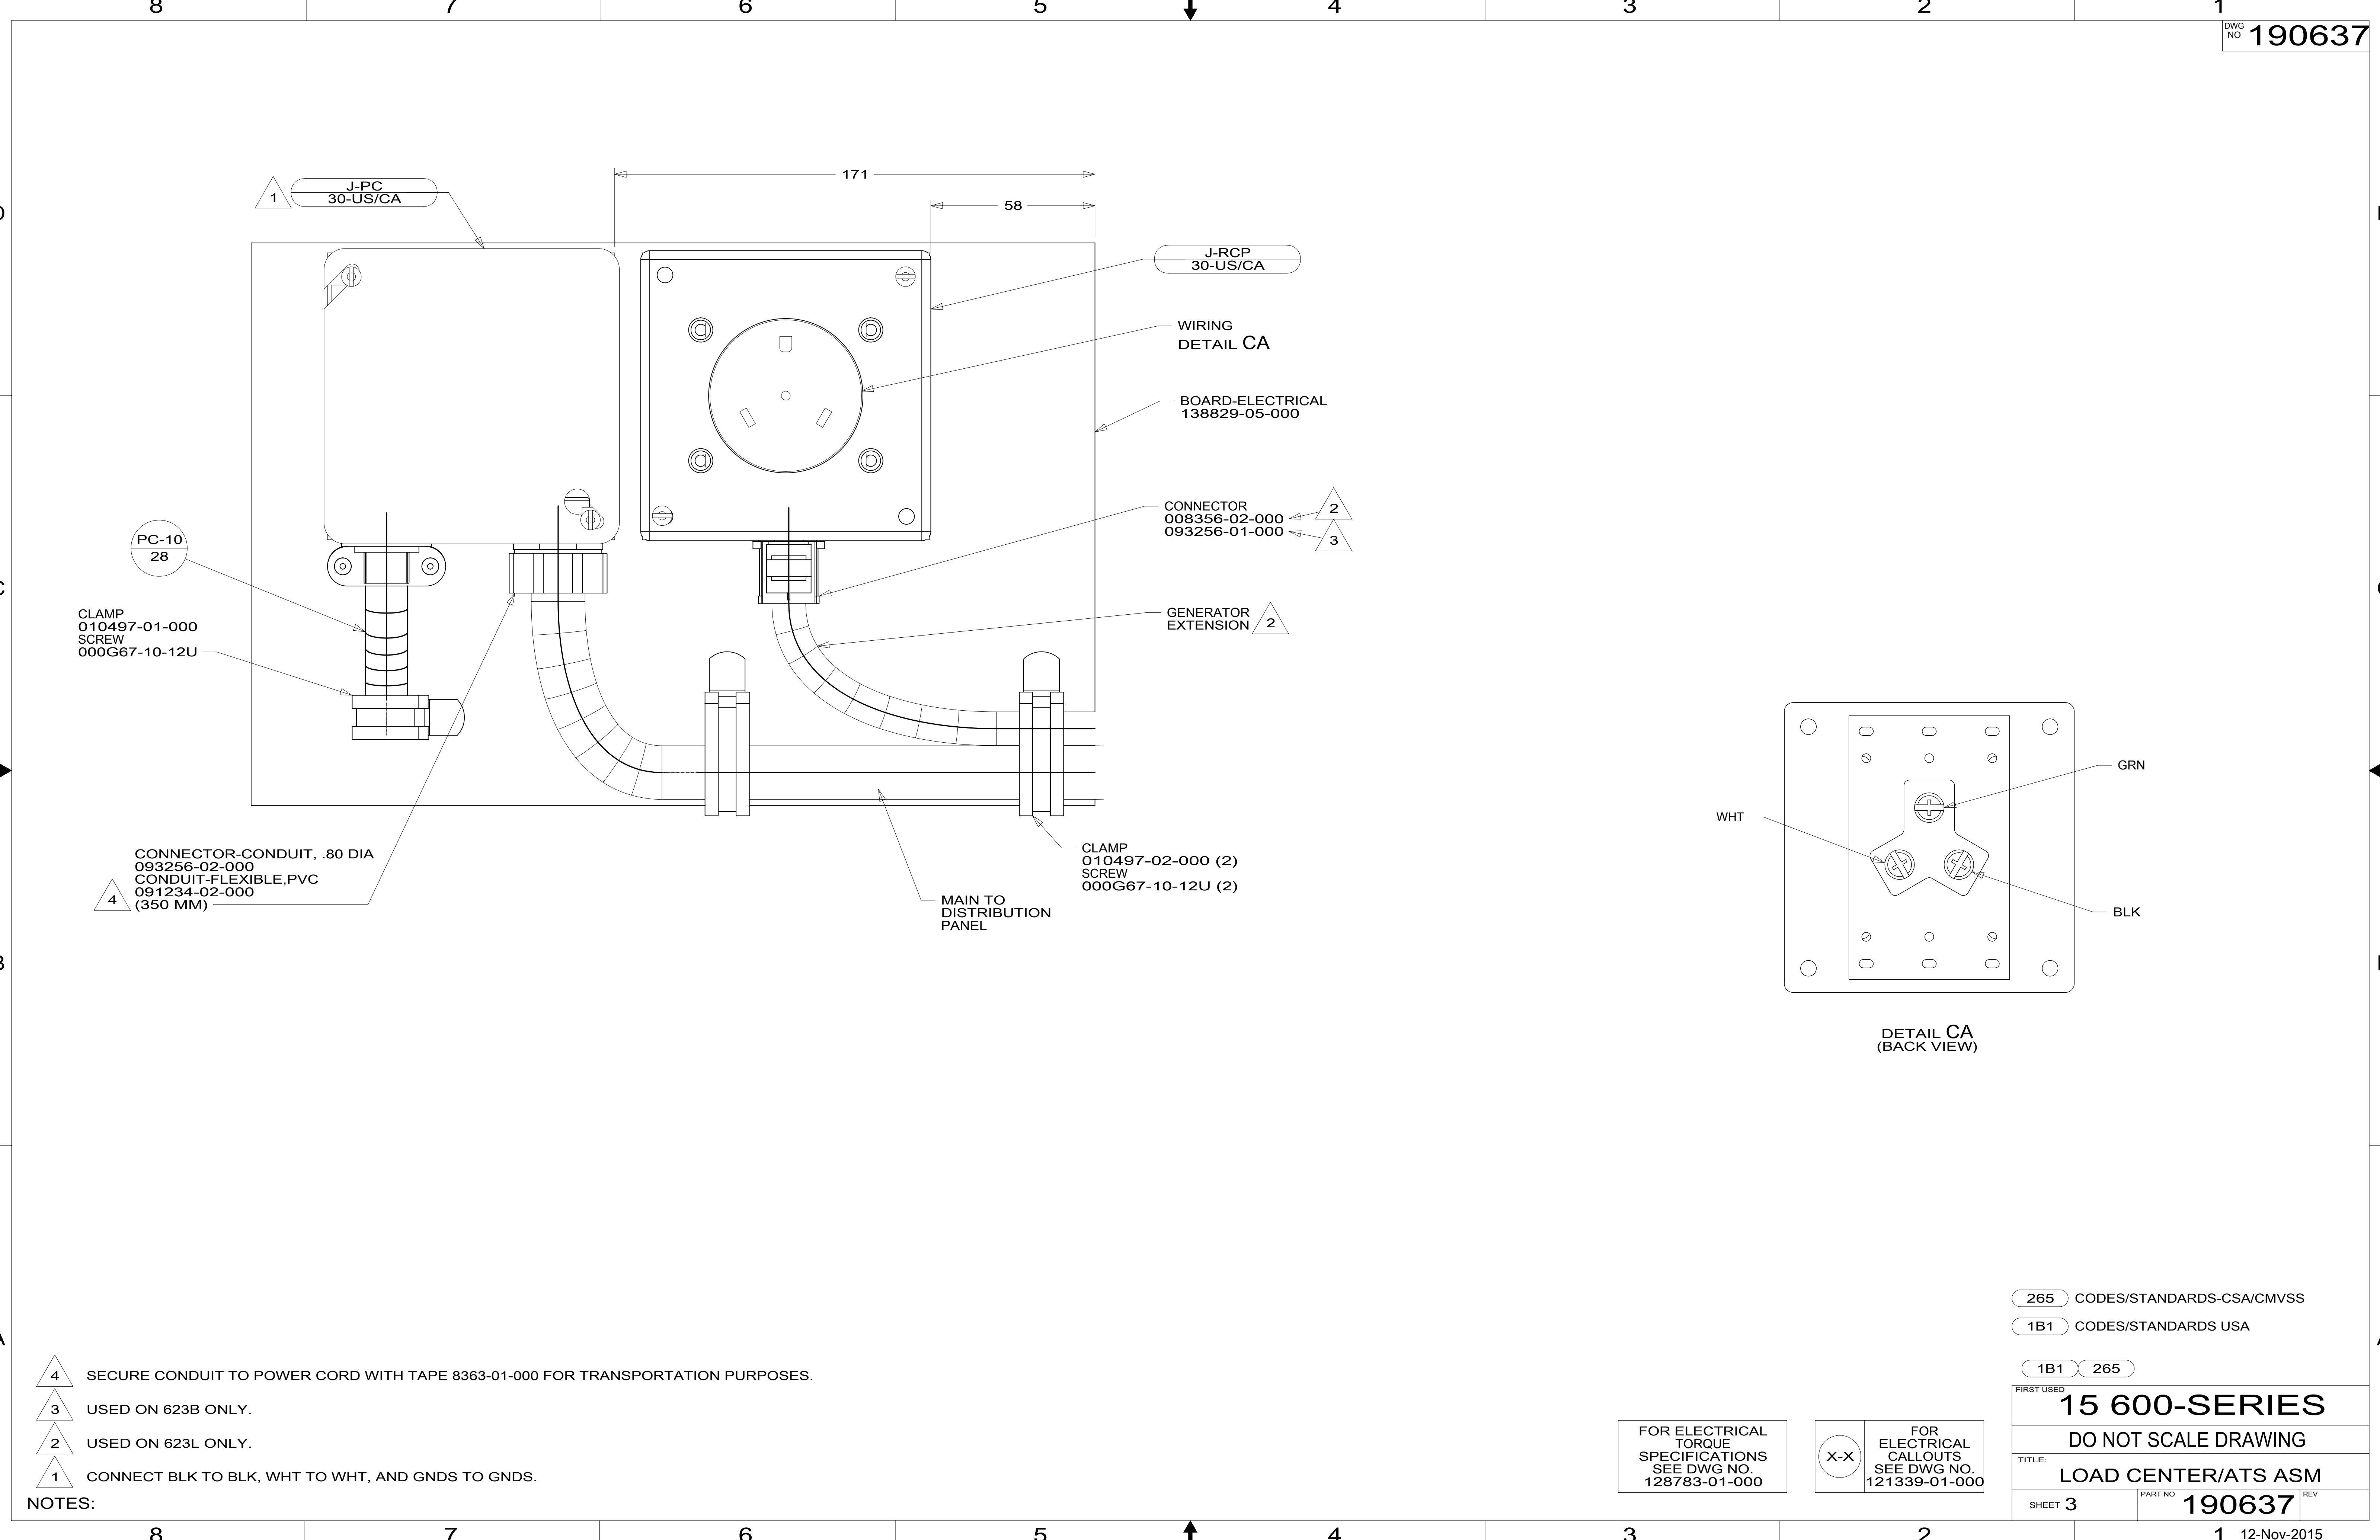 8 7 6 5 4 3 2 1
DWG
NO 190637
1
J-PC
30-US/CA
171
58
J-RCP
30-US/CA
WIRING
DETAIL CA
BOARD-ELECTRICAL
138829-05-000
CONNECTOR
008356-02-000
093256-01-000
2
3
PC-10
28
CLAMP
010497-01-000
SCREW
000G67-10-12U
GENERATOR
EXTENSION
2
C
GRN
WHT
BLK
CONNECTOR-CONDUIT, .80 DIA
093256-02-000
CONDUIT-FLEXIBLE,PVC
091234-02-000
(350 MM)
4
CLAMP
010497-02-000 (2)
SCREW
000G67-10-12U (2)
MAIN TO
DISTRIBUTION
PANEL
DETAIL CA
(BACK VIEW)
265 CODES/STANDARDS-CSA/CMVSS
1B1 CODES/STANDARDS USA
1B1 265
4 SECURE CONDUIT TO POWER CORD WITH TAPE 8363-01-000 FOR TRANSPORTATION PURPOSES.
3 USED ON 623B ONLY.
2 USED ON 623L ONLY.
1 CONNECT BLK TO BLK, WHT TO WHT, AND GNDS TO GNDS.
NOTES:
FOR ELECTRICAL
TORQUE
SPECIFICATIONS
SEE DWG NO.
128783-01-000
X-X
FOR
ELECTRICAL
CALLOUTS
SEE DWG NO.
121339-01-000
FIRST USED
15 600-SERIES
DO NOT SCALE DRAWING
TITLE:
LOAD CENTER/ATS ASM
SHEET 3
PART NO 190637
REV
8 7 6 5 4 3 2 1
12-Nov-2015